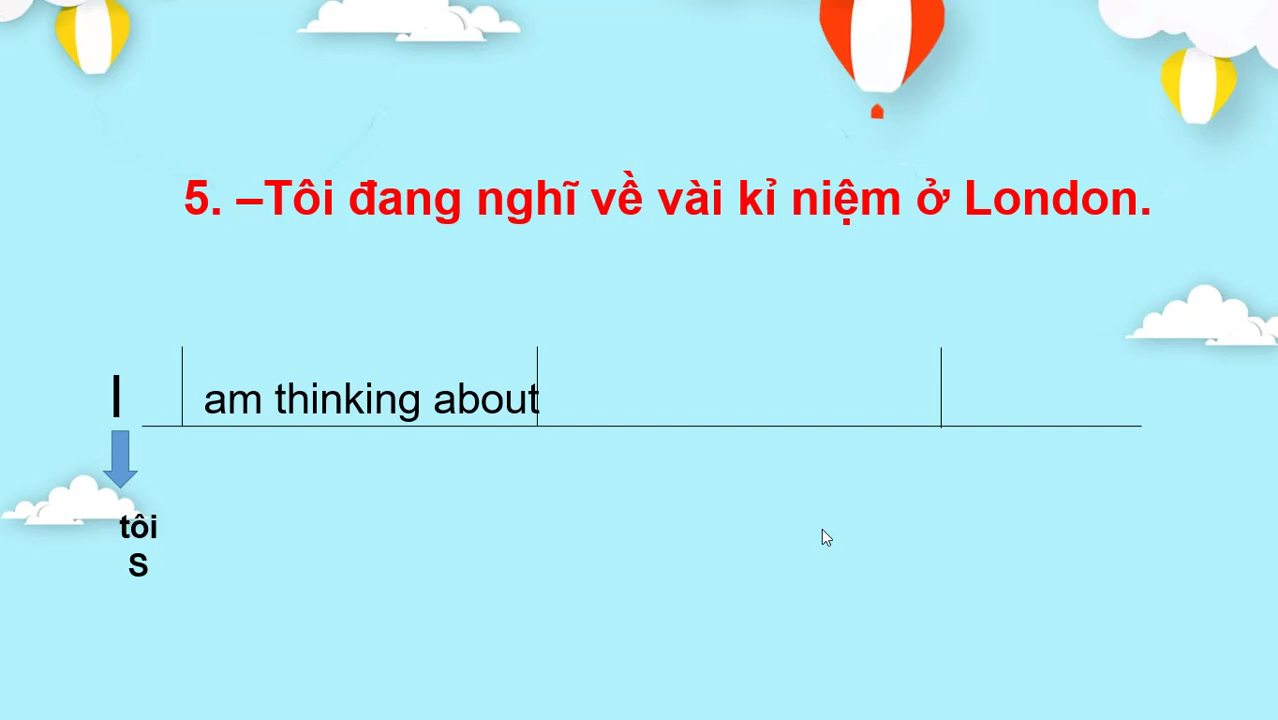 5. –Tôi đang nghĩ về vài kỉ niệm ở London.
I am thinking about
tôi
S